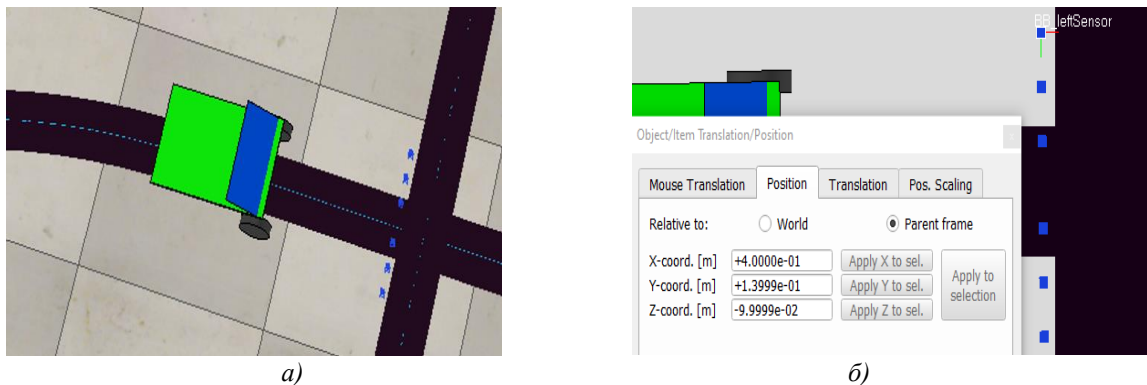 BB_leftSensor
Object/Item Translation/Position
Mouse Translation Position Translation Pos. Scaling
Relative to: World Parent frame
X-coord. [m] +4.0000e-01 Apply X to sel.
Y-coord. [m] +1.3999e-01 Apply Y to sel.
Z-coord. [m] -9.9999e-02 Apply Z to sel.
Apply to
selection
а) б)